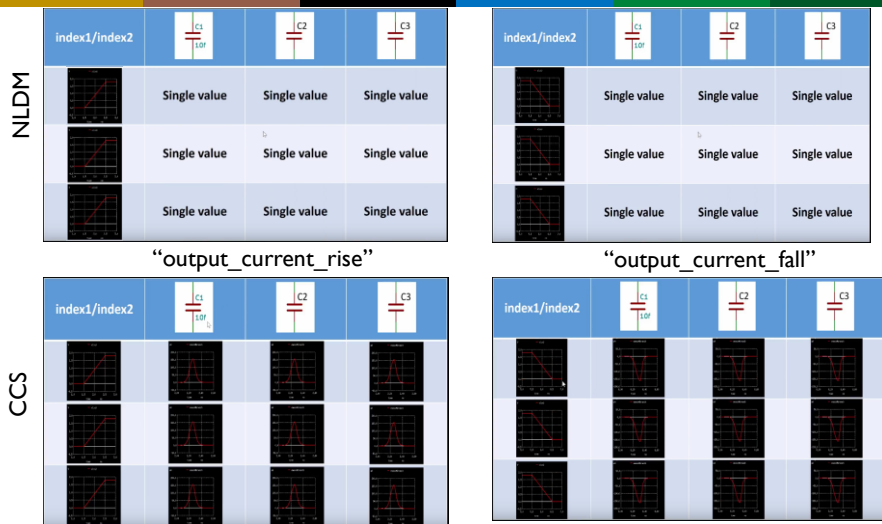 NLDM
index1/index2 C1 10f C2 C3
Single value Single value Single value
Single value Single value Single value
Single value Single value Single value
index1/index2 C1 10f C2 C3
Single value Single value Single value
Single value Single value Single value
Single value Single value Single value
“output_current_rise”
“output_current_fall”
CCS
index1/index2 C1 10f C2 C3
index1/index2 C1 10f C2 C3